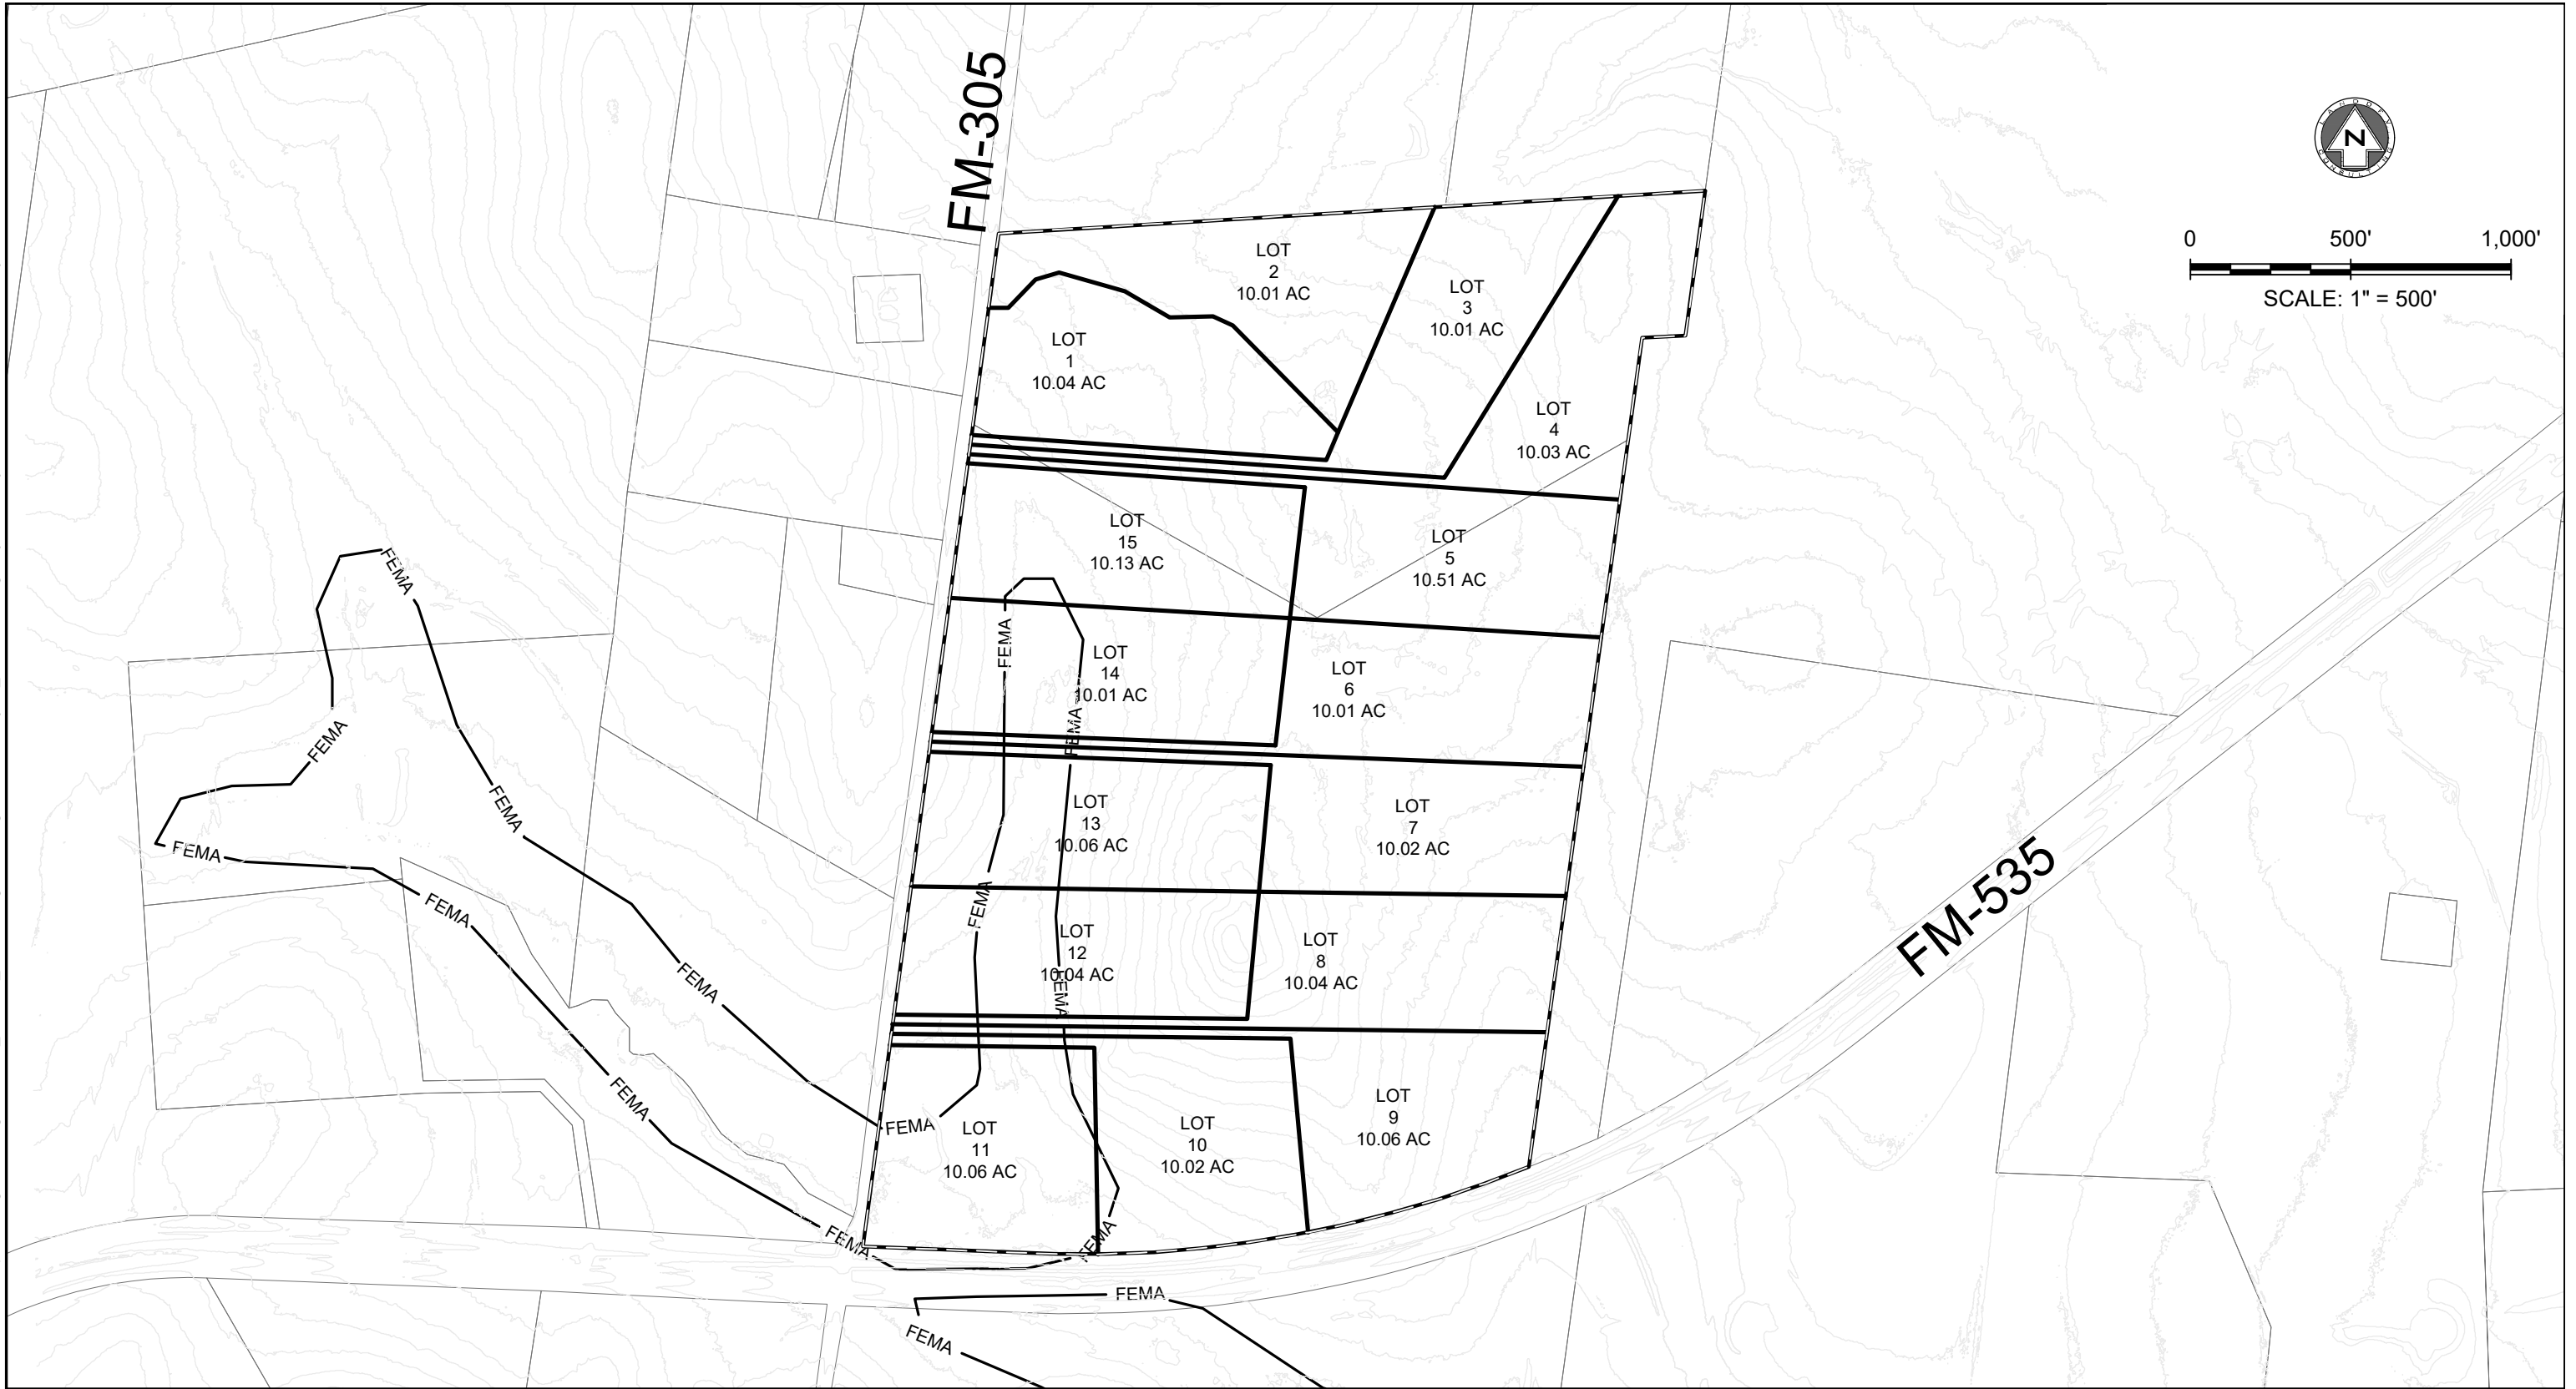 FM-305
N
0 500' 1,000'
SCALE: 1" = 500'
LOT
2
10.01 AC
LOT
3
10.01 AC
LOT
1
10.04 AC
LOT
4
10.03 AC
LOT
15
10.13 AC
LOT
5
10.51 AC
FEMA
FEMA
LOT
14
10.01 AC
LOT
6
10.01 AC
FEMA
FEMA
FEMA
LOT
13
10.06 AC
LOT
7
10.02 AC
FEMA
FEMA
FEMA
FM-535
LOT
12
10.04 AC
LOT
8
10.04 AC
FEMA
FEMA
FEMA
FEMA
LOT
11
10.06 AC
LOT
10
10.02 AC
LOT
9
10.06 AC
FEMA
FEMA
FEMA
FEMA